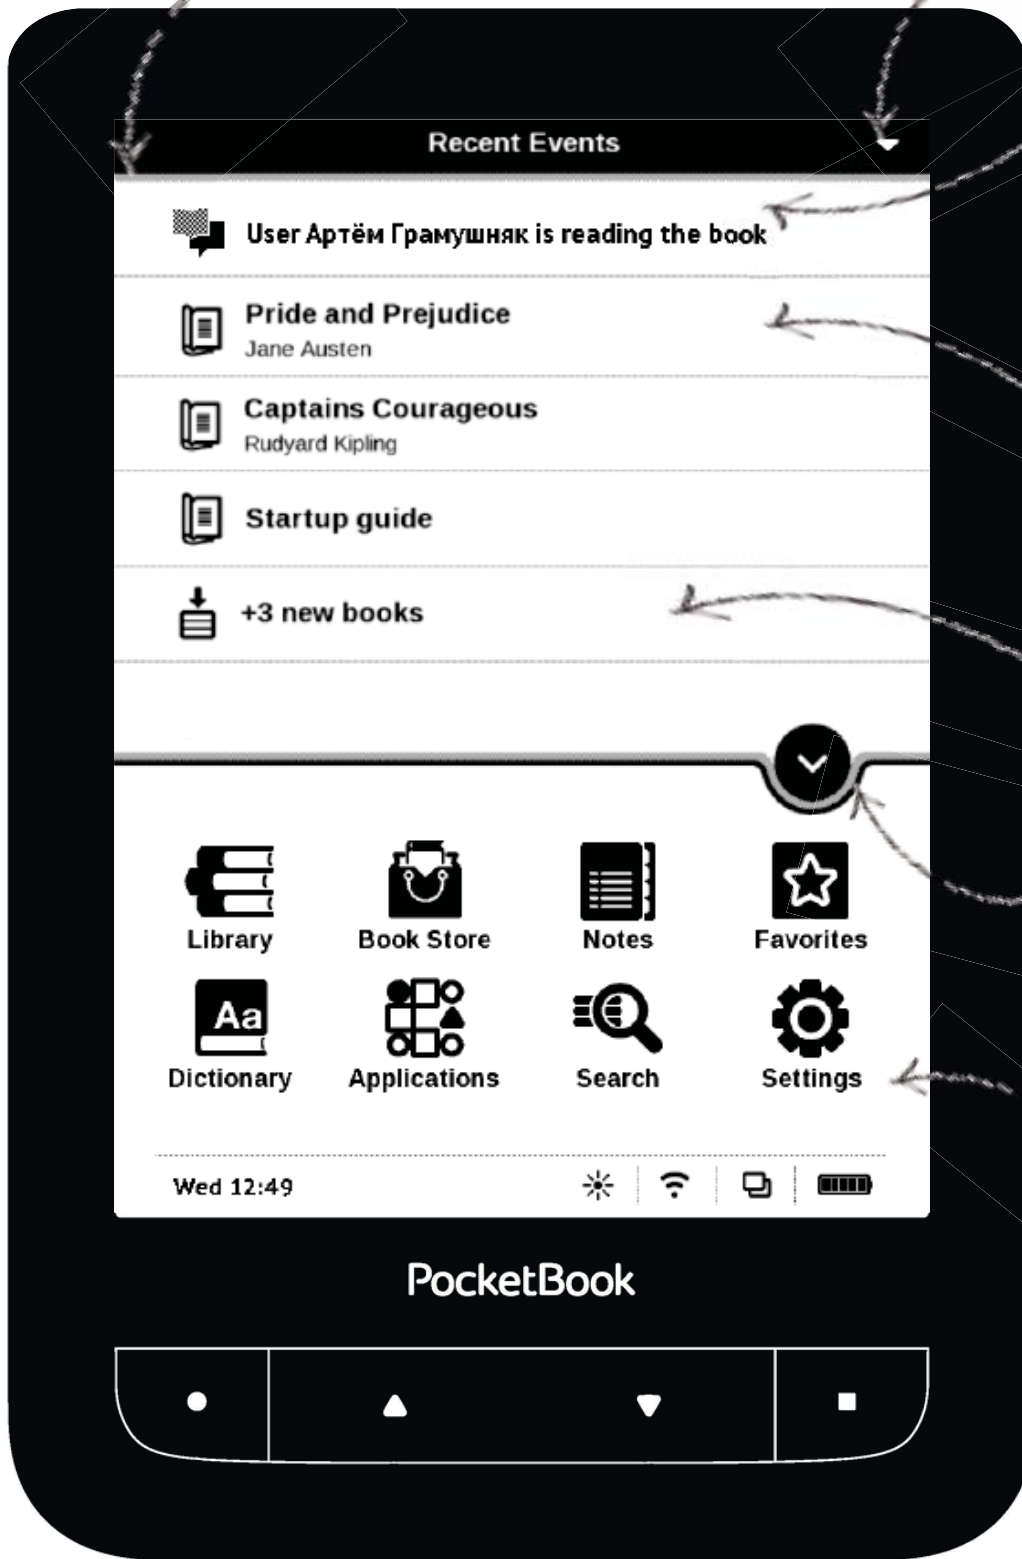 Recent Events
User Артём Грамушняк is reading the book
Pride and Prejudice
Jane Austen
Captains Courageous
Rudyard Kipling
Startup guide
+3 new books
Library Book Store Notes Favorites
Aa
Dictionary Applications Search Settings
Wed 12:49
PocketBook